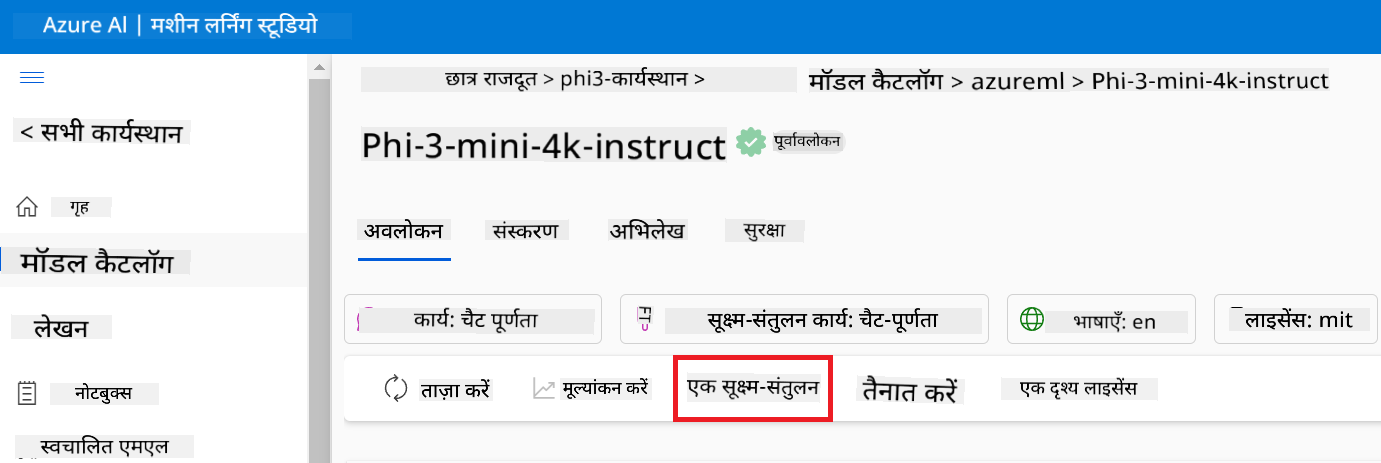 Azure AI | मशीन लर्निंग स्टूडियो
छात्र राजदूत > phi3-कार्यस्थान > मॉडल कैटलॉग > azureml > Phi-3-mini-4k-instruct
< सभी कार्यस्थान
Phi-3-mini-4k-instruct पूर्वावलोकन
गृह
अवलोकन संस्करण अभिलेख सुरक्षा
मॉडल कैटलॉग
लेखन
कार्य: चैट पूर्णता सूक्ष्म-संतुलन कार्य: चैट-पूर्णता भाषाएँ: en लाइसेंस: mit
नोटबुक्स
ताज़ा करें मूल्यांकन करें एक सूक्ष्म-संतुलन तैनात करें एक दृश्य लाइसेंस
स्वचालित एमएल